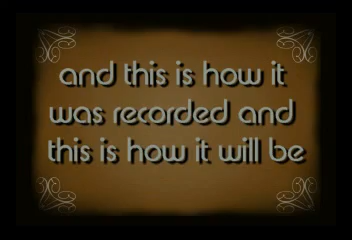 and this is how it
was recorded and
this is how it will be